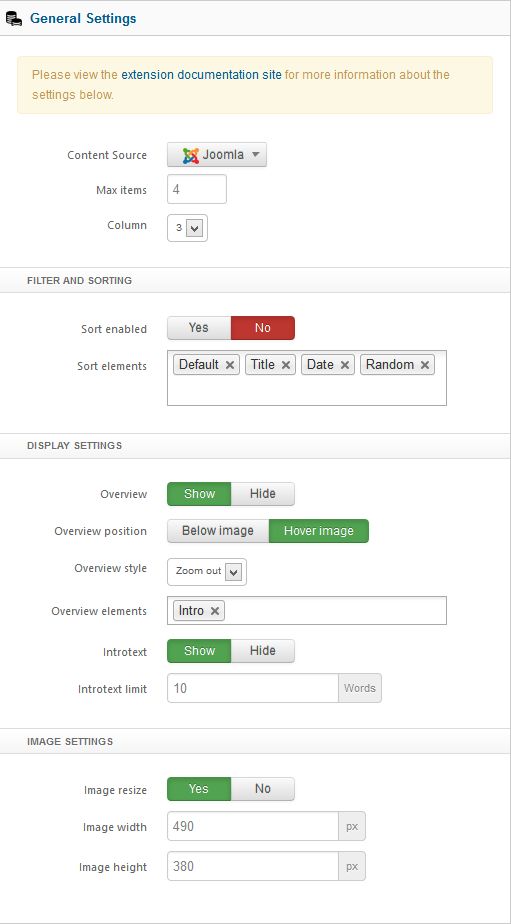 General Settings
Please view the extension documentation site for more information about the
settings below.
Content Source Joomla
Max items 4
Column 3
FILTER AND SORTING
Sort enabled Yes No
Sort elements Default Title Date Random
DISPLAY SETTINGS
Overview Show Hide
Overview position Below image Hover image
Overview style Zoom out
Overview elements Intro
Introtext Show Hide
Introtext limit 10 Words
IMAGE SETTINGS
Image resize Yes No
Image width 490 px
Image height 380 px